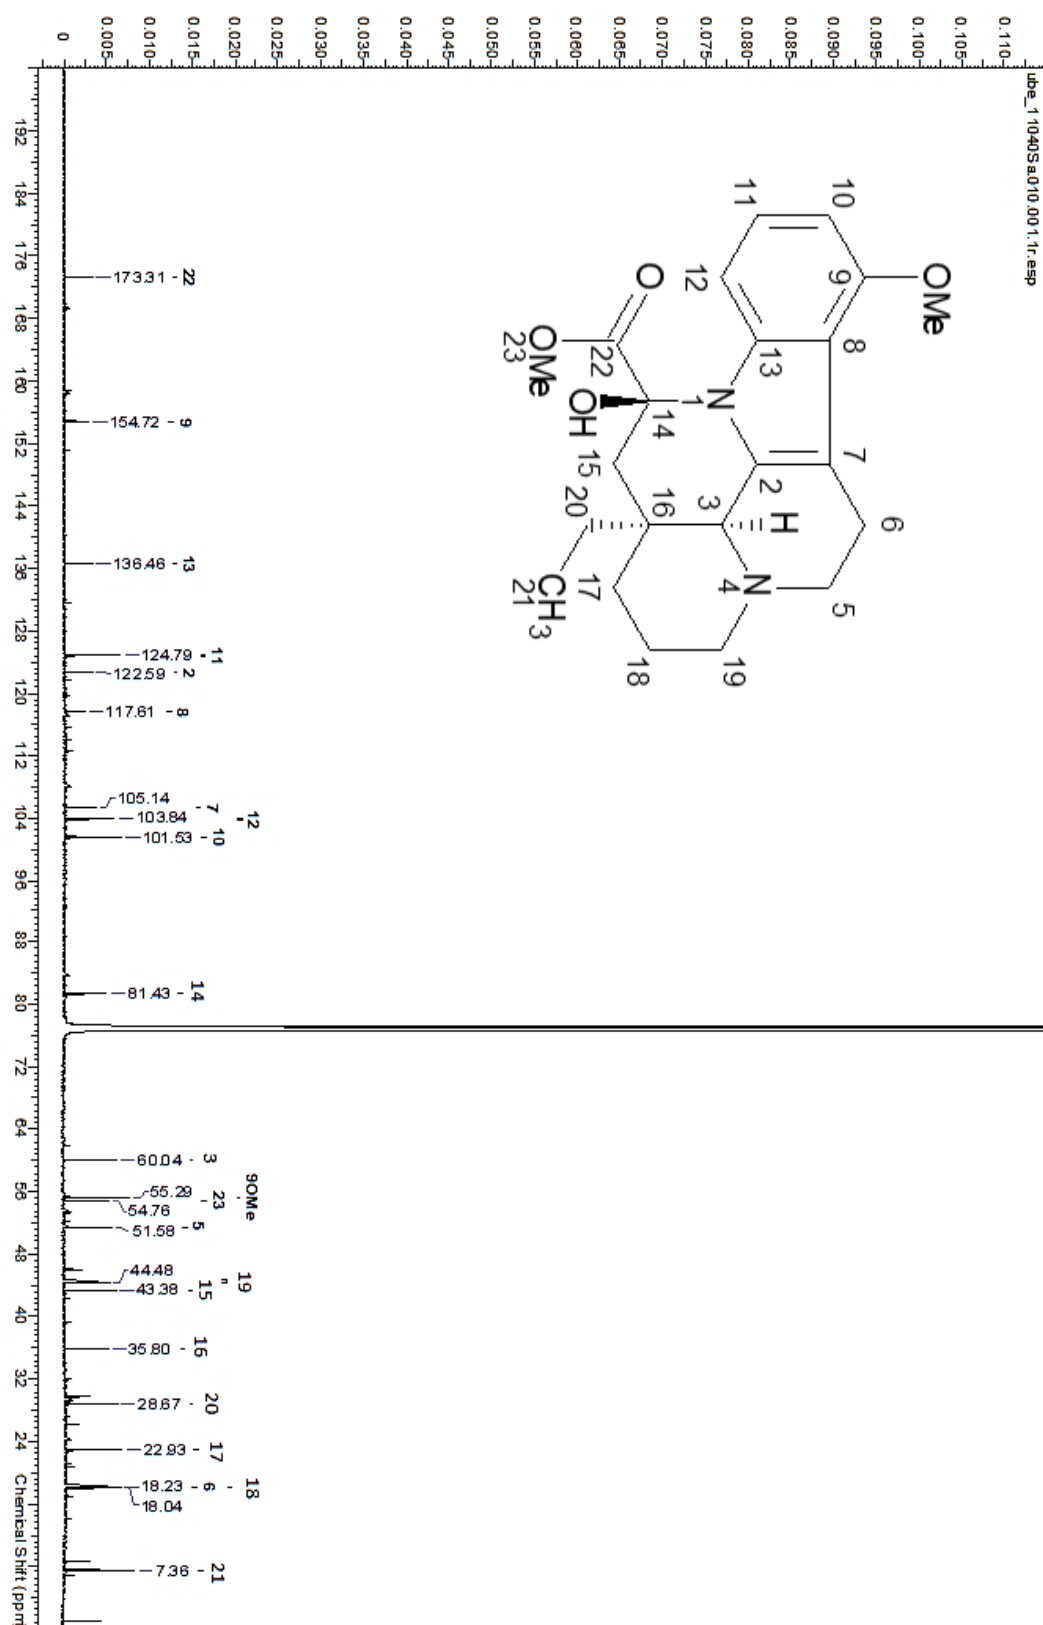 ube_11040Sa.010.001.1r.esp
0.110
0.105
0.100
0.095
0.090
0.085
0.080
0.075
0.070
0.065
0.060
0.055
0.050
0.045
0.040
0.035
0.030
0.025
0.020
0.015
0.010
0.005
0
OMe
10
9
11
12
8
13
7
6
O
22
OMe
23
OH
14
1
N
2
3
H
15
16
20
N
4
5
CH3
21
17
18
19
173.31 - 22
154.72 - 9
136.46 - 13
124.79 - 11
122.59 - 2
117.61 - 8
105.14 - 7
103.84 - 12
101.53 - 10
81.43 - 14
60.04 - 3
55.29 - 9OMe
54.76 - 23
51.58 - 5
44.48 - 19
43.38 - 15
35.80 - 16
28.67 - 20
22.93 - 17
18.23 - 6 - 18
18.04
7.36 - 21
192
184
176
168
160
152
144
136
128
120
112
104
96
88
80
72
64
56
48
40
32
24
Chemical Shift (ppm